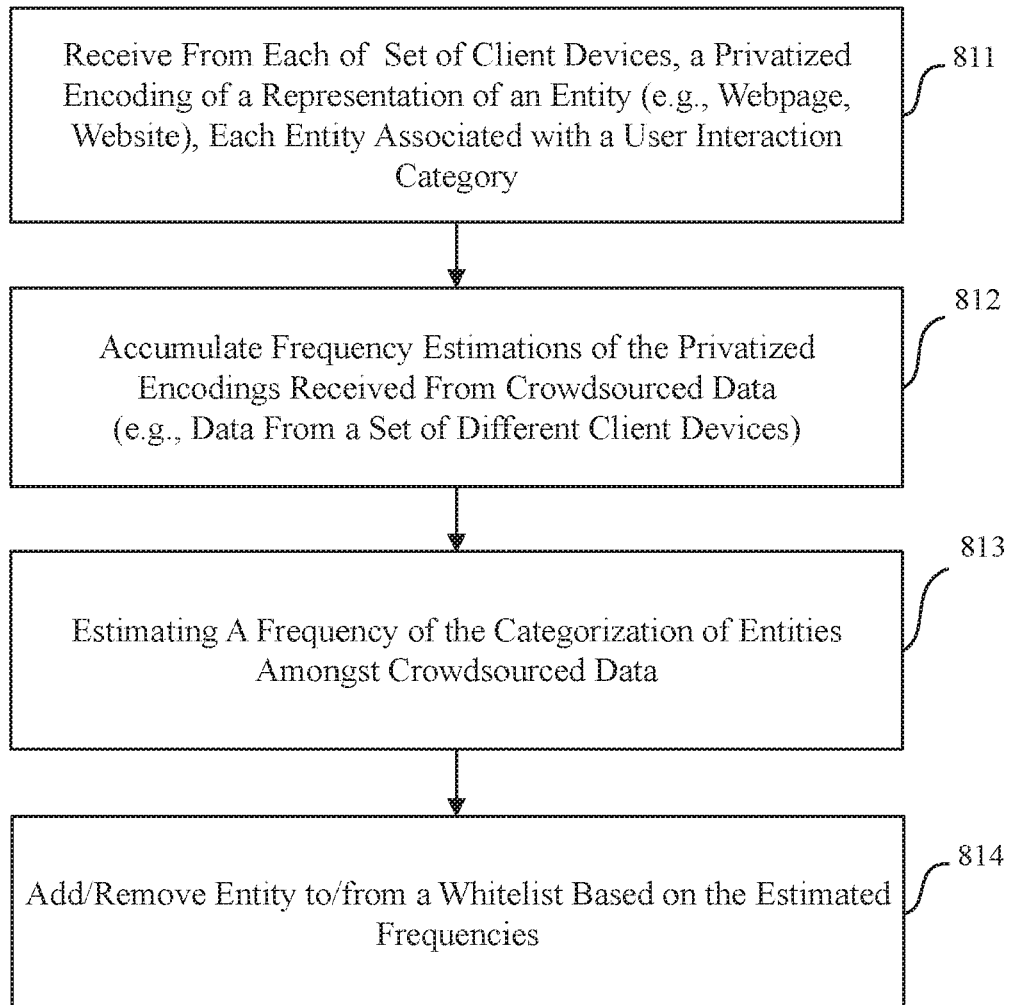 Receive From Each of Set of Client Devices, a Privatized
Encoding of a Representation of an Entity (e.g., Webpage,
Website), Each Entity Associated with a User Interaction
Category
811
Accumulate Frequency Estimations of the Privatized
Encodings Received From Crowdsourced Data
(e.g., Data From a Set of Different Client Devices)
812
Estimating A Frequency of the Categorization of Entities
Amongst Crowdsourced Data
813
Add/Remove Entity to/from a Whitelist Based on the Estimated
Frequencies
814